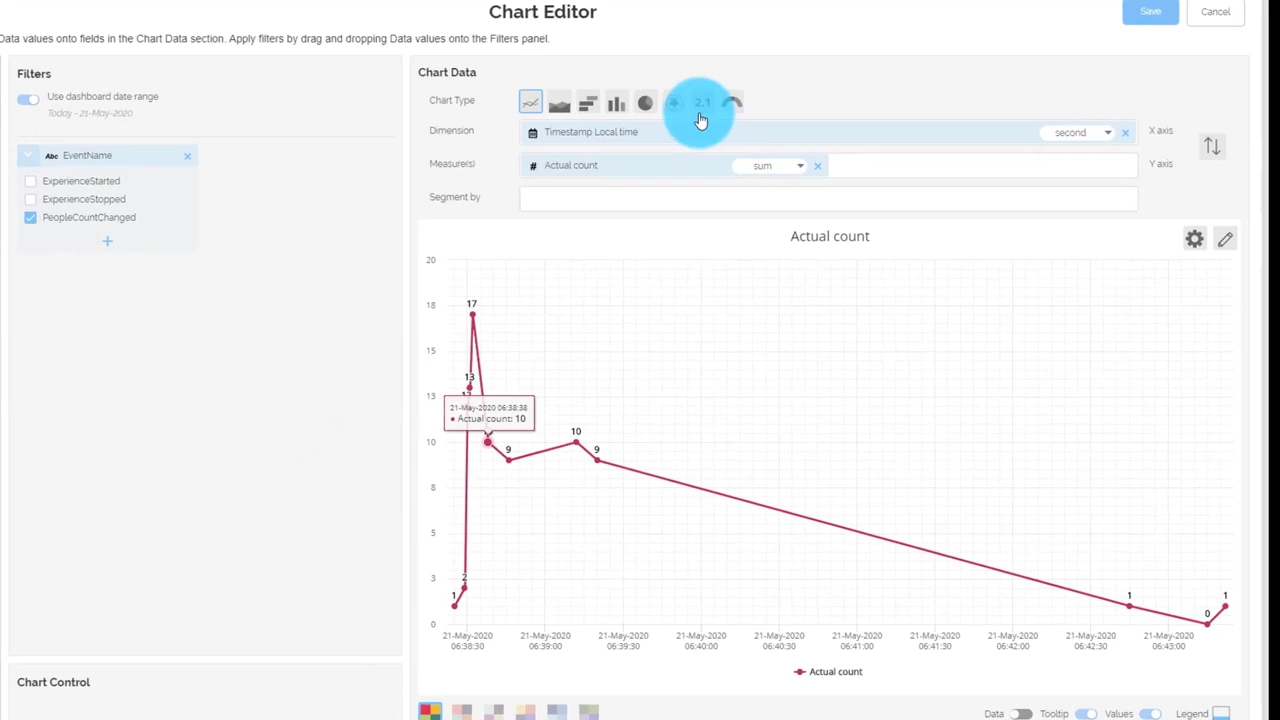 Chart Editor
Save
Cancel
Data values onto fields in the Chart Data section. Apply filters by drag and dropping Data values onto the Filters panel.
Filters
Use dashboard date range
Today - 21-May-2020
Abc EventName
ExperienceStarted
ExperienceStopped
PeopleCountChanged
Chart Control
Chart Data
Chart Type
2.1
Dimension
Timestamp Local time
second
X axis
Measure(s)
# Actual count
sum
Y axis
Segment by
Actual count
20
18
15
13
10
8
5
3
0
1
2
13
17
21-May-2020 06:38:38
Actual count: 10
9
10
9
1
0
1
21-May-2020 06:38:30
21-May-2020 06:39:00
21-May-2020 06:39:30
21-May-2020 06:40:00
21-May-2020 06:40:30
21-May-2020 06:41:00
21-May-2020 06:41:30
21-May-2020 06:42:00
21-May-2020 06:42:30
21-May-2020 06:43:00
Actual count
Data
Tooltip
Values
Legend